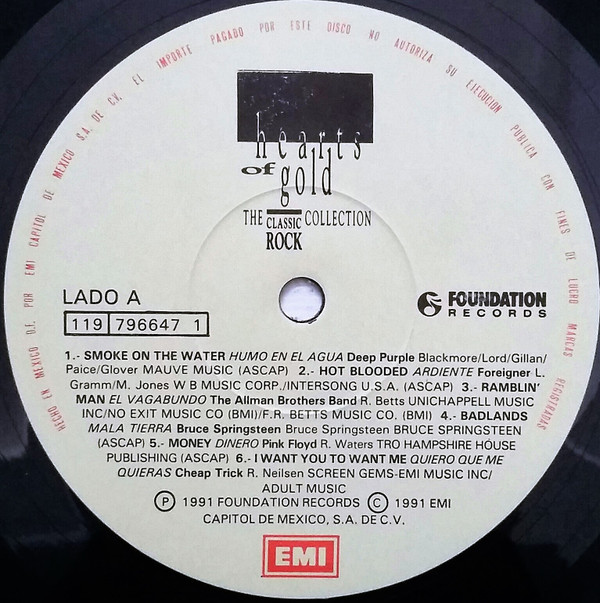 HECHO EN MEXICO D.F. POR EMI CAPITOL DE MEXICO S.A. DE C.V. EL IMPORTE PAGADO POR ESTE DISCO NO AUTORIZA SU EJECUCION PUBLICA CON FINES DE LUCRO MARCAS REGISTRADAS
hearts
of gold
THE CLASSIC COLLECTION
ROCK
LADO A
119 796647 1
FOUNDATION
RECORDS
1.- SMOKE ON THE WATER HUMO EN EL AGUA Deep Purple Blackmore/Lord/Gillan/
Paice/Glover MAUVE MUSIC (ASCAP) 2.- HOT BLOODED ARDIENTE Foreigner L.
Gramm/M. Jones W B MUSIC CORP./INTERSONG U.S.A. (ASCAP) 3.- RAMBLIN'
MAN EL VAGABUNDO The Allman Brothers Band R. Betts UNICHAPPELL MUSIC
INC/NO EXIT MUSIC CO (BMI)/F.R. BETTS MUSIC CO. (BMI) 4.- BADLANDS
MALA TIERRA Bruce Springsteen Bruce Springsteen BRUCE SPRINGSTEEN
(ASCAP) 5.- MONEY DINERO Pink Floyd R. Waters TRO HAMPSHIRE HOUSE
PUBLISHING (ASCAP) 6.- I WANT YOU TO WANT ME QUIERO QUE ME
QUIERAS Cheap Trick R. Neilsen SCREEN GEMS-EMI MUSIC INC/
ADULT MUSIC
Ⓟ 1991 FOUNDATION RECORDS © 1991 EMI
CAPITOL DE MEXICO, S.A. DE C.V.
EMI